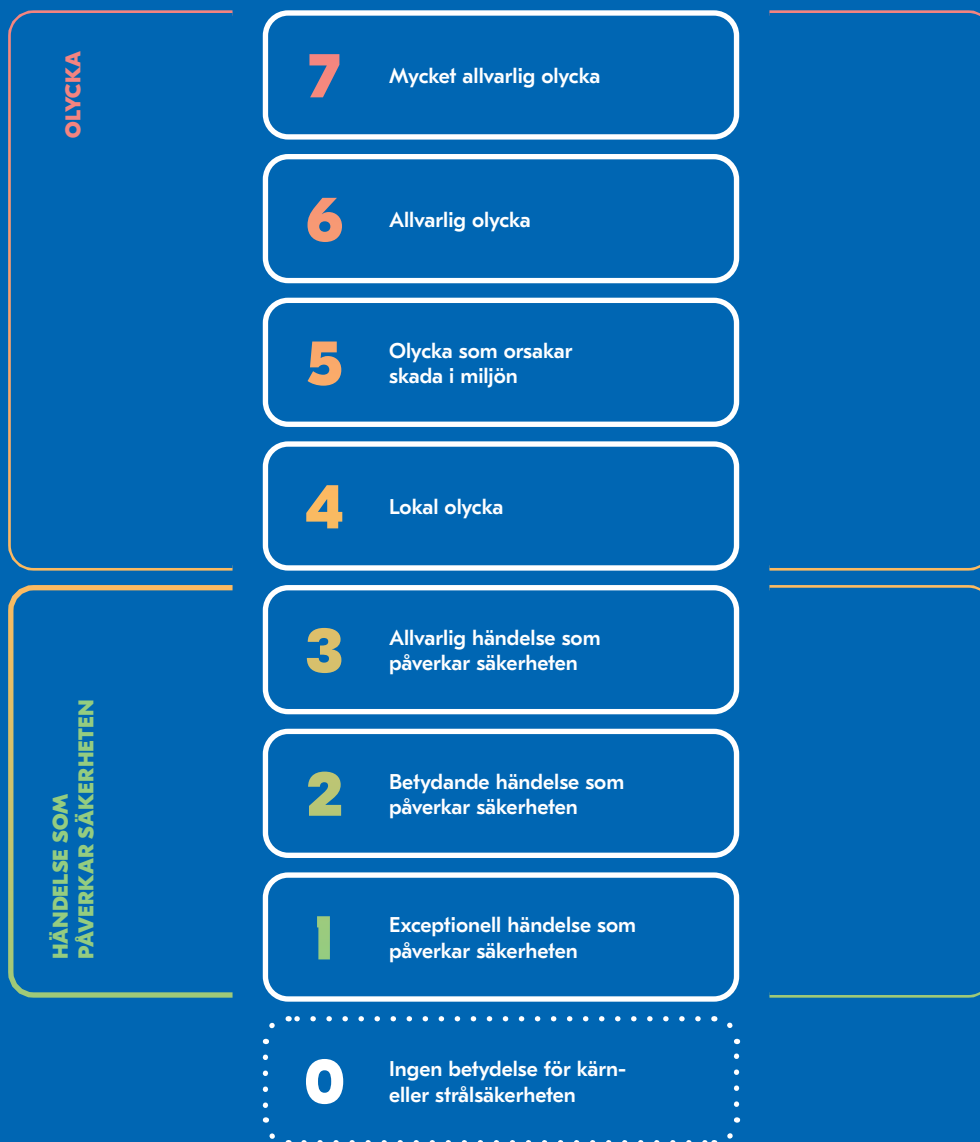 OLYCKA
7
Mycket allvarlig olycka
6
Allvarlig olycka
5
Olycka som orsakar
skada i miljön
4
Lokal olycka
HÄNDELSE SOM
PÅVERKAR SÄKERHETEN
3
Allvarlig händelse som
påverkar säkerheten
2
Betydande händelse som
påverkar säkerheten
1
Exceptionell händelse som
påverkar säkerheten
0
Ingen betydelse för kärn-
eller strålsäkerheten